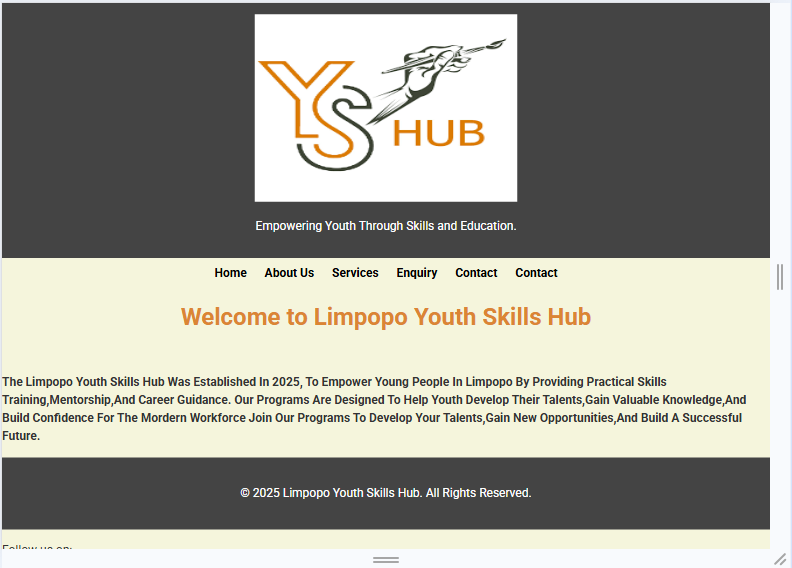 YS HUB
Empowering Youth Through Skills and Education.
Home About Us Services Enquiry Contact Contact
Welcome to Limpopo Youth Skills Hub
The Limpopo Youth Skills Hub Was Established In 2025, To Empower Young People In Limpopo By Providing Practical Skills
Training,Mentorship,And Career Guidance. Our Programs Are Designed To Help Youth Develop Their Talents,Gain Valuable Knowledge,And
Build Confidence For The Mordern Workforce Join Our Programs To Develop Your Talents,Gain New Opportunities,And Build A Successful
Future.
© 2025 Limpopo Youth Skills Hub. All Rights Reserved.
Follow us on: